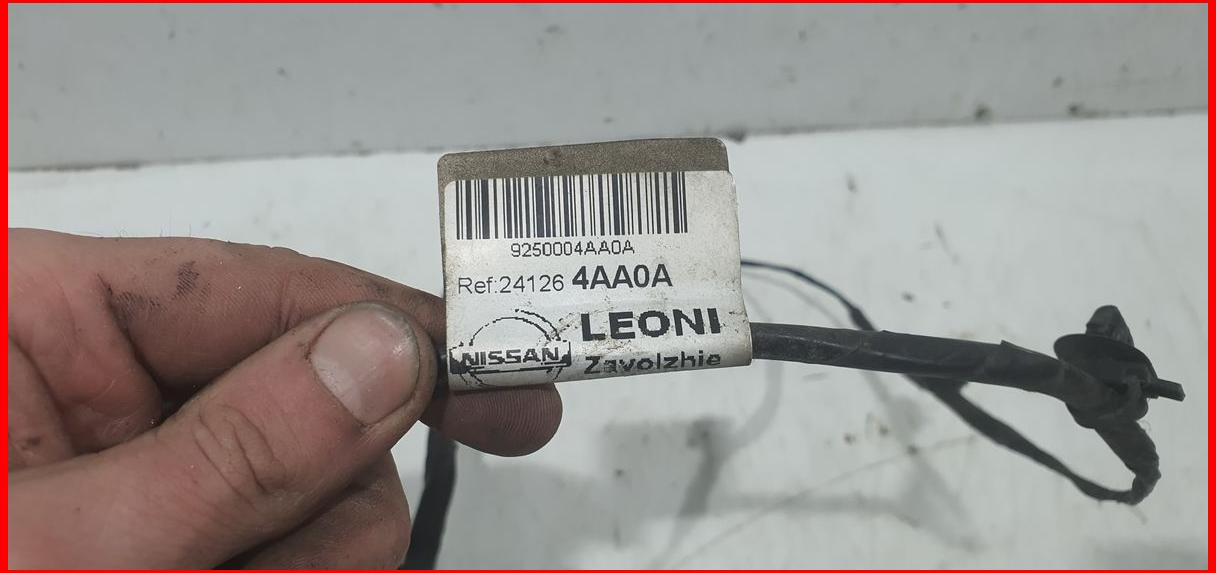 9250004AA0A
Ref:24126 4AA0A
LEONI
NISSAN
Zavolzhie